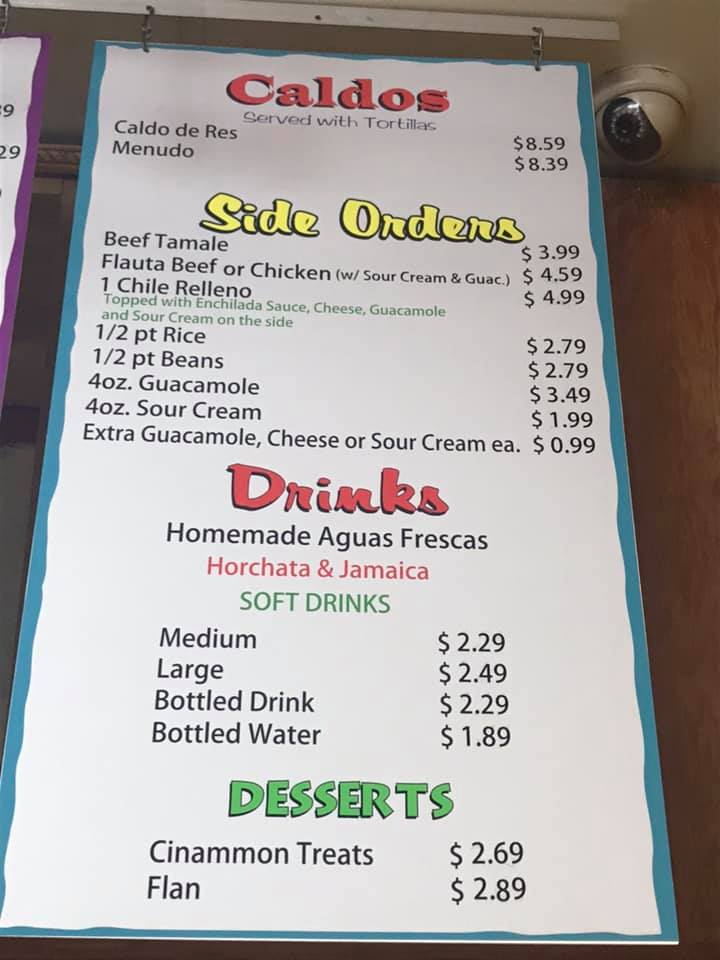 Caldos
Served with Tortillas
Caldo de Res $8.59
Menudo $8.39
Side Orders
Beef Tamale $ 3.99
Flauta Beef or Chicken (w/ Sour Cream & Guac.) $ 4.59
1 Chile Relleno $ 4.99
Topped with Enchilada Sauce, Cheese, Guacamole
and Sour Cream on the side
1/2 pt Rice $ 2.79
1/2 pt Beans $ 2.79
4oz. Guacamole $ 3.49
4oz. Sour Cream $ 1.99
Extra Guacamole, Cheese or Sour Cream ea. $ 0.99
Drinks
Homemade Aguas Frescas
Horchata & Jamaica
SOFT DRINKS
Medium $ 2.29
Large $ 2.49
Bottled Drink $ 2.29
Bottled Water $ 1.89
DESSERTS
Cinammon Treats $ 2.69
Flan $ 2.89